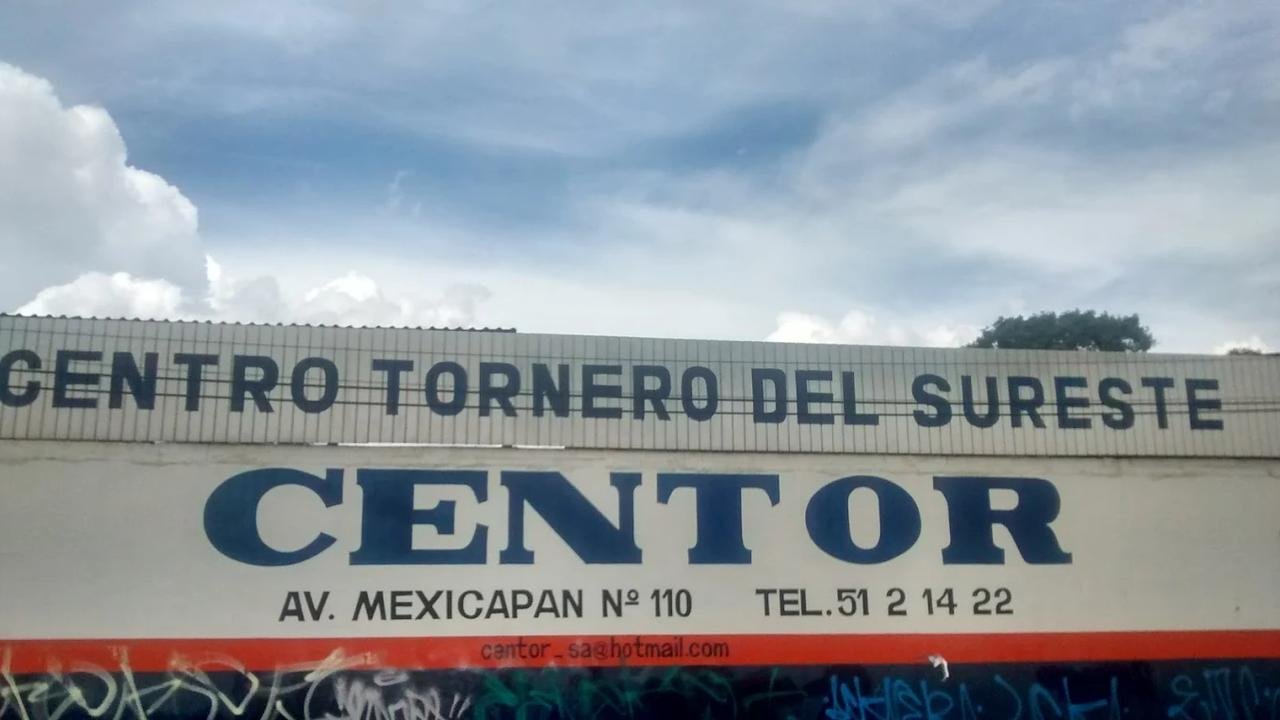 CENTRO TORNERO DEL SURESTE
CENTOR
AV. MEXICAPAN Nº 110 TEL. 51 2 14 22
centor_sa@hotmail.com